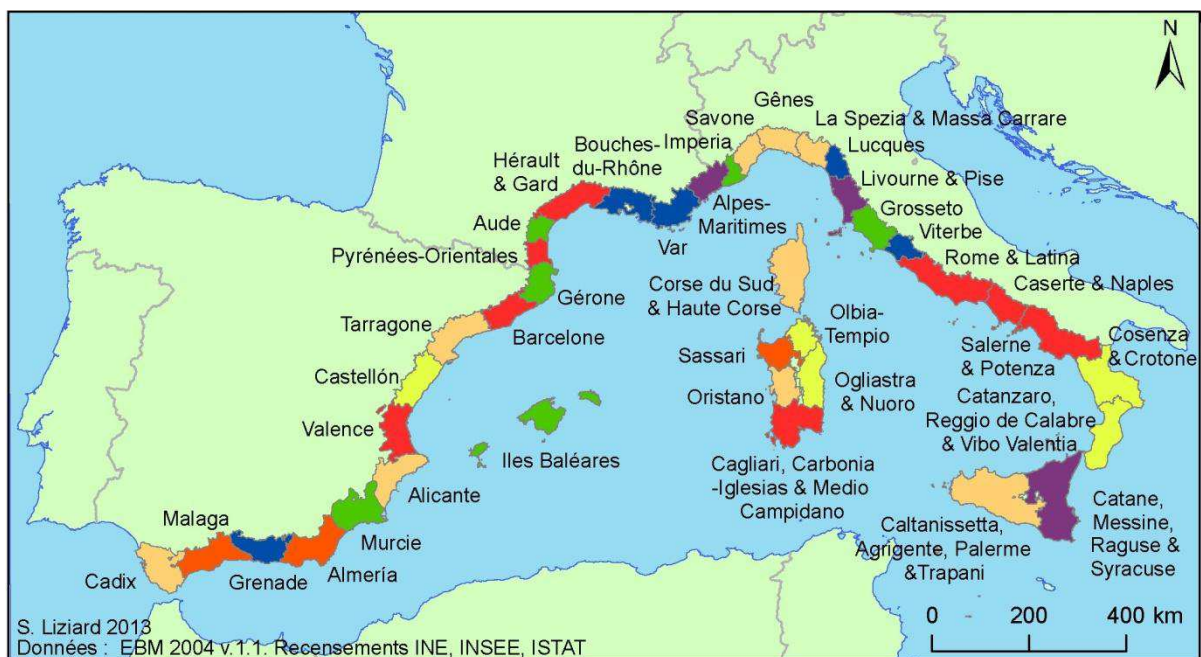 N
Gênes
Savone
La Spezia & Massa Carrare
Bouches-
du-Rhône
Imperia
Lucques
Hérault
& Gard
Livourne & Pise
Grosseto
Aude
Alpes-
Maritimes
Viterbe
Var
Rome & Latina
Pyrénées-Orientales
Caserte & Naples
Gérone
Corse du Sud
& Haute Corse
Olbia-
Tempio
Tarragone
Barcelone
Cosenza
& Crotone
Sassari
Salerne
& Potenza
Castellón
Ogliastra
& Nuoro
Oristano
Catanzaro,
Reggio de Calabre
& Vibo Valentia
Valence
Iles Baléares
Cagliari, Carbonia
-Iglesias & Medio
Campidano
Alicante
Malaga
Catane,
Messine,
Raguse &
Syracuse
Murcie
Caltanissetta,
Agrigente, Palerme
&Trapani
Cadix
Grenade
Almería
0 200 400 km
S. Liziard 2013
Données : EBM 2004 v.1.1. Recensements INE, INSEE, ISTAT